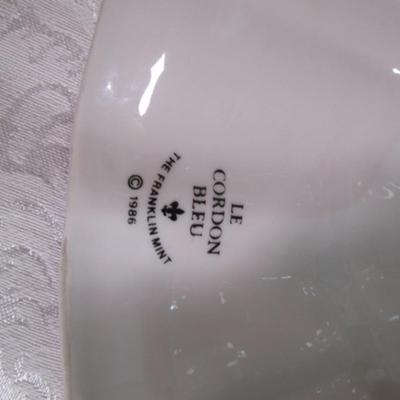 LE
CORDON
BLEU
THE FRANKLIN MINT
© 1986